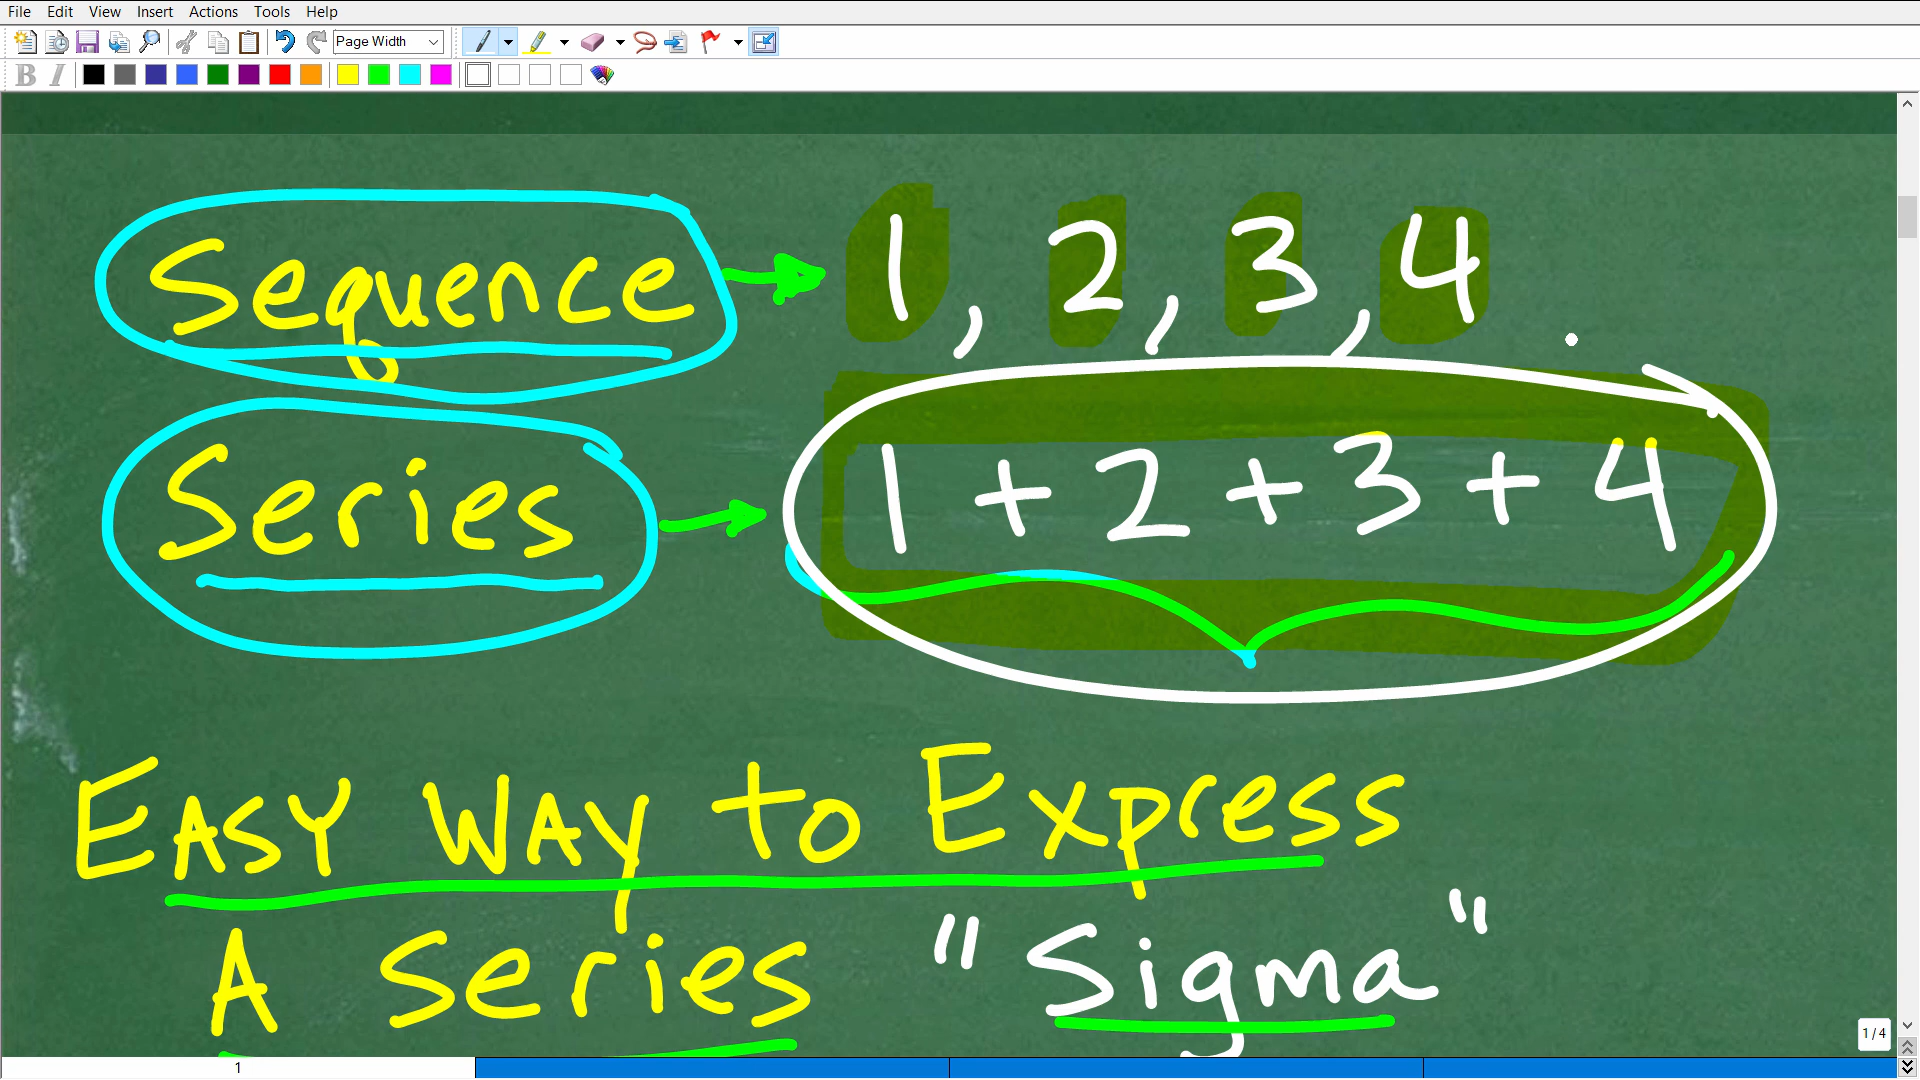 File Edit View Insert Actions Tools Help
Page Width
B I
Sequence → 1, 2, 3, 4
Series → 1 + 2 + 3 + 4
EASY WAY to Express
A Series "Sigma"
1/4
1